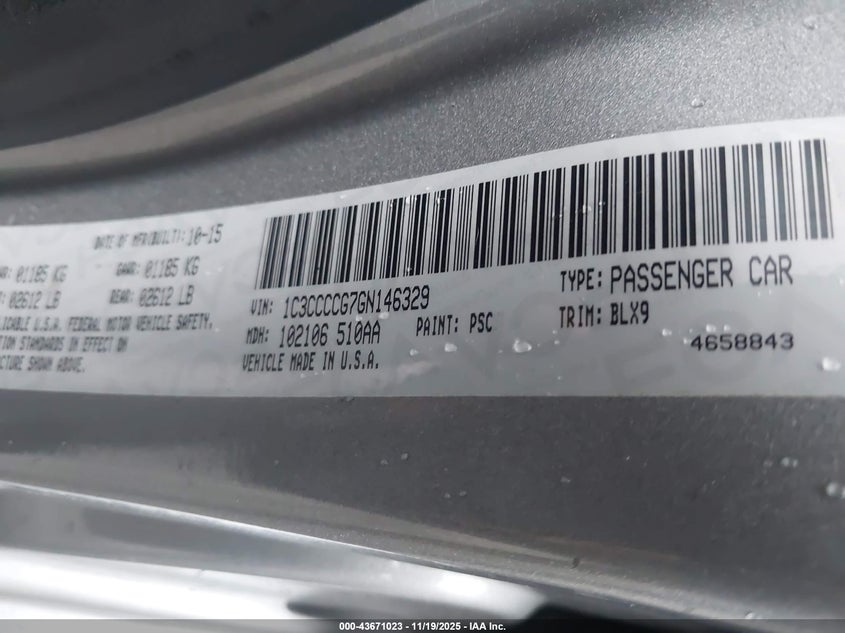 DATE OF MFR(BUILT): 10-15
01185 KG GAWR: 01185 KG
02612 LB REAR: 02612 LB
LICABLE U.S.A. FEDERAL MOTOR VEHICLE SAFETY,
TION STANDARDS IN EFFECT ON
CTURE SHOWN ABOVE.
VIN: 1C3CCCCG7GN146329
MDH: 102106 510AA
VEHICLE MADE IN U.S.A.
PAINT: PSC
TYPE: PASSENGER CAR
TRIM: BLX9
4658843
000-43671023 - 11/19/2025 - IAA Inc.